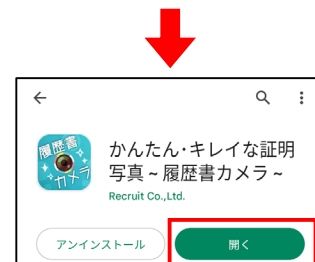 履歴書
カメラ
かんたん･キレイな証明
写真 ~ 履歴書カメラ ~
Recruit Co.,Ltd.
アンインストール
開く